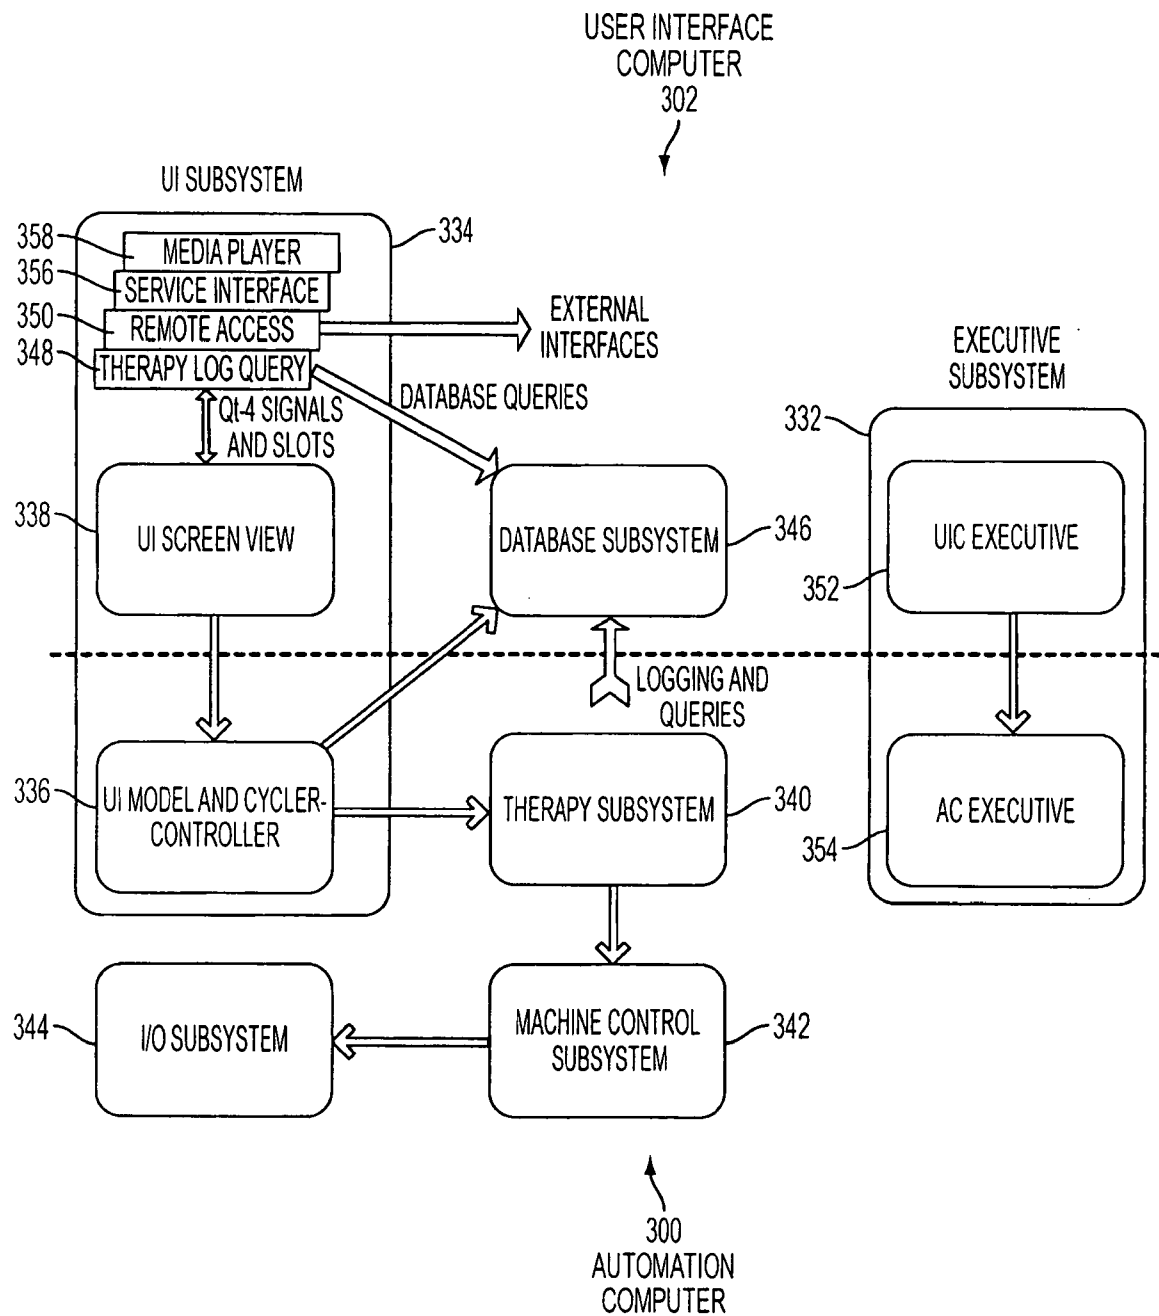 USER INTERFACE
COMPUTER
302
UI SUBSYSTEM
334
358
MEDIA PLAYER
356
SERVICE INTERFACE
350
REMOTE ACCESS
348
THERAPY LOG QUERY
EXTERNAL
INTERFACES
DATABASE QUERIES
Qt-4 SIGNALS
AND SLOTS
EXECUTIVE
SUBSYSTEM
332
338
UI SCREEN VIEW
DATABASE SUBSYSTEM
346
UIC EXECUTIVE
352
LOGGING AND
QUERIES
336
UI MODEL AND CYCLER-
CONTROLLER
THERAPY SUBSYSTEM
340
AC EXECUTIVE
354
344
I/O SUBSYSTEM
MACHINE CONTROL
SUBSYSTEM
342
300
AUTOMATION
COMPUTER